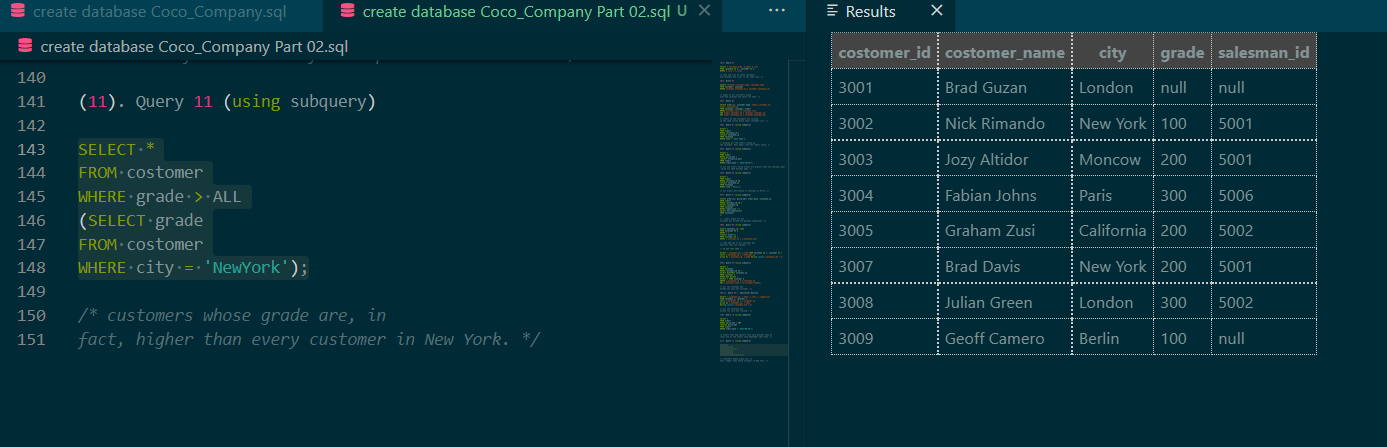 create database Coco_Company.sql
create database Coco_Company Part 02.sql U
Results
create database Coco_Company Part 02.sql
140
141 (11). Query 11 (using subquery)
142
143 SELECT *
144 FROM costomer
145 WHERE grade > ALL
146 (SELECT grade
147 FROM costomer
148 WHERE city = 'NewYork');
149
150 /* customers whose grade are, in
151 fact, higher than every customer in New York. */
costomer_id costomer_name city grade salesman_id
3001 Brad Guzan London null null
3002 Nick Rimando New York 100 5001
3003 Jozy Altidor Moncow 200 5001
3004 Fabian Johns Paris 300 5006
3005 Graham Zusi California 200 5002
3007 Brad Davis New York 200 5001
3008 Julian Green London 300 5002
3009 Geoff Camero Berlin 100 null